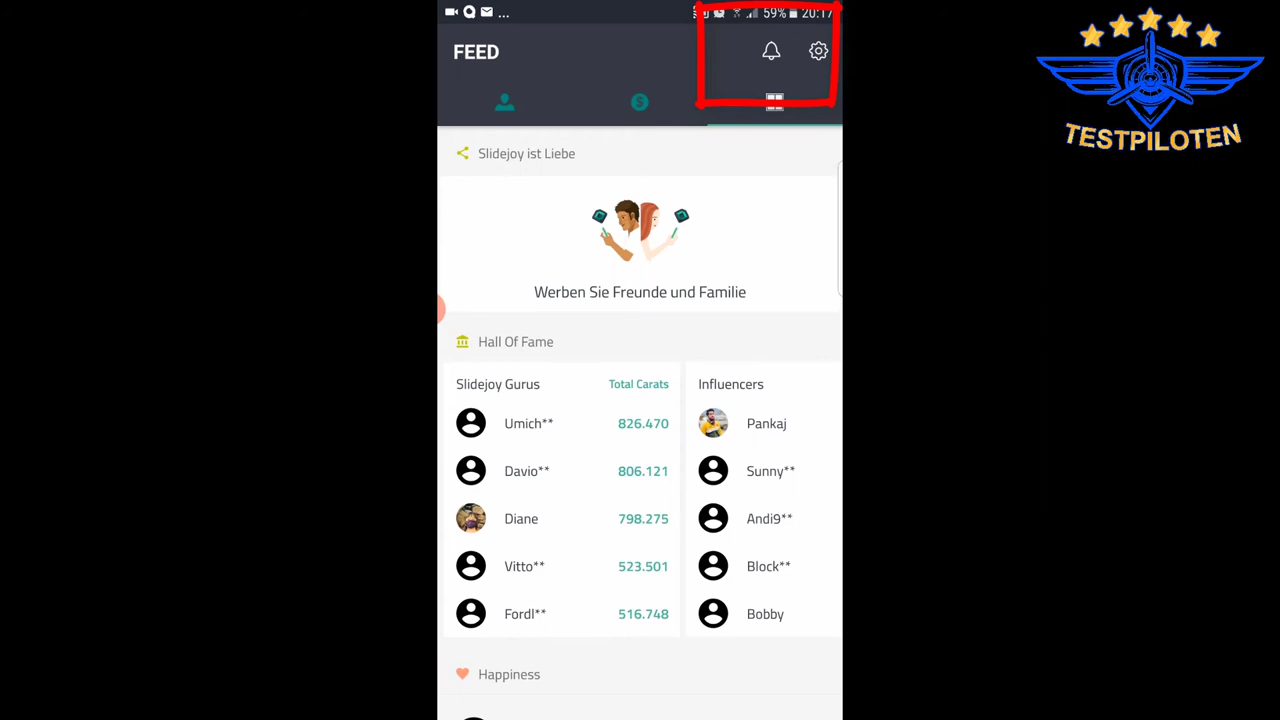 ... 59% 20:17
FEED
TESTPILOTEN
Slidejoy ist Liebe
Werben Sie Freunde und Familie
Hall Of Fame
Slidejoy Gurus Total Carats
Umich** 826.470
Davio** 806.121
Diane 798.275
Vitto** 523.501
Fordl** 516.748
Influencers
Pankaj
Sunny**
Andi9**
Block**
Bobby
Happiness